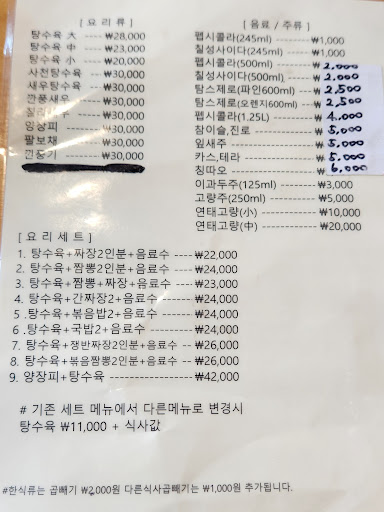 [ 요 리 류 ]
탕수육 大 ---- ₩28,000
탕수육 中 ---- ₩23,000
탕수육 小 ---- ₩20,000
사천탕수육 ---₩30,000
새우탕수육 ---₩30,000
깐풍새우 ----₩30,000
칠리새우 ----₩30,000
양장피 ------₩30,000
팔보채 ------₩30,000
깐풍기 ------₩30,000
[ 음료 / 주류 ]
펩시콜라(245ml) --------₩1,000
칠성사이다(245ml) ------₩1,000
펩시콜라(500ml) --------₩ 2,000
칠성사이다(500ml)------₩ 2,000
탐스제로(파인600ml) ---₩ 2,500
탐스제로(오렌지600ml) --₩ 2,500
펩시콜라(1.25L) --------₩ 4,000
참이슬,진로 ------------₩ 5,000
잎새주 ----------------₩ 5,000
카스,테라 --------------₩ 5,000
칭따오 ----------------₩ 6,000
이과두주(125ml) --------₩3,000
고량주(250ml) ----------₩5,000
연태고량(小) -----------₩10,000
연태고량(中) -----------₩20,000
[ 요 리 세 트 ]
1. 탕수육+짜장2인분+음료수 ----₩22,000
2. 탕수육+짬뽕2인분+음료수 ----₩24,000
3. 탕수육+짬뽕+짜장+음료수 ----₩23,000
4. 탕수육+간짜장2+음료수 ------₩24,000
5 .탕수육+볶음밥2+음료수 ------₩24,000
6 .탕수육+국밥2+음료수 --------₩24,000
7. 탕수육+쟁반짜장2인분+음료수 --₩26,000
8. 탕수육+볶음짬뽕2인분+음료수 --₩26,000
9. 양장피+탕수육 ----------------₩42,000
# 기존 세트 메뉴에서 다른메뉴로 변경시
탕수육 ₩11,000 + 식사값
#한식류는 곱빼기 ₩2,000원 다른식사곱빼기는 ₩1,000원 추가됩니다.